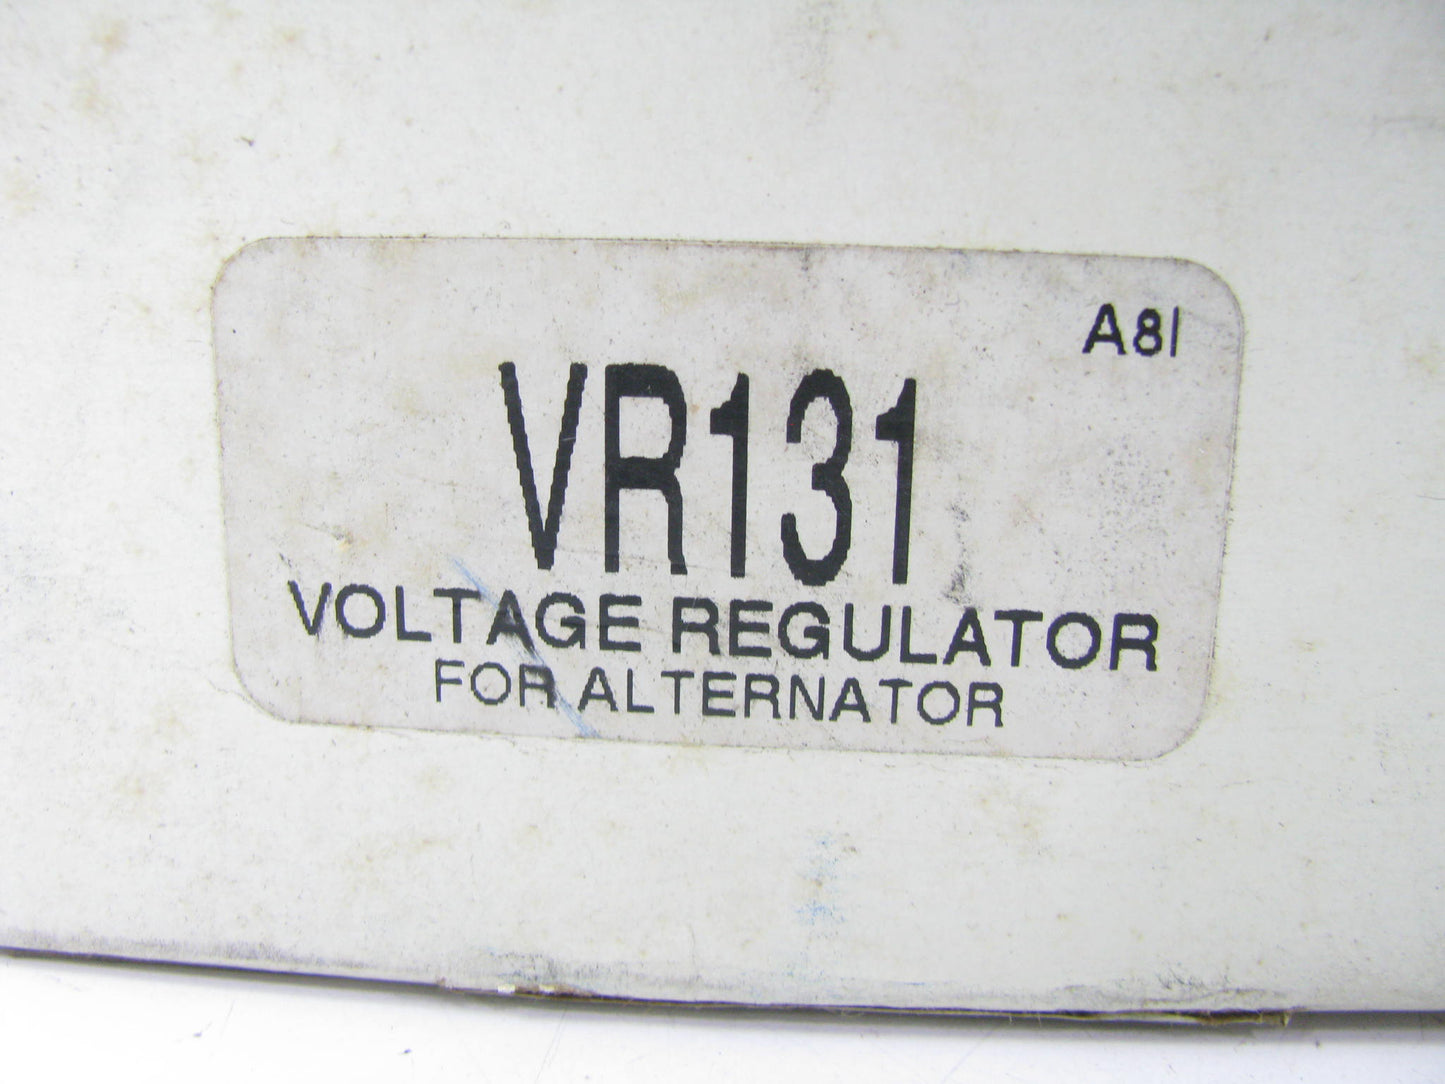 A81
VR131
VOLTAGE REGULATOR
FOR ALTERNATOR